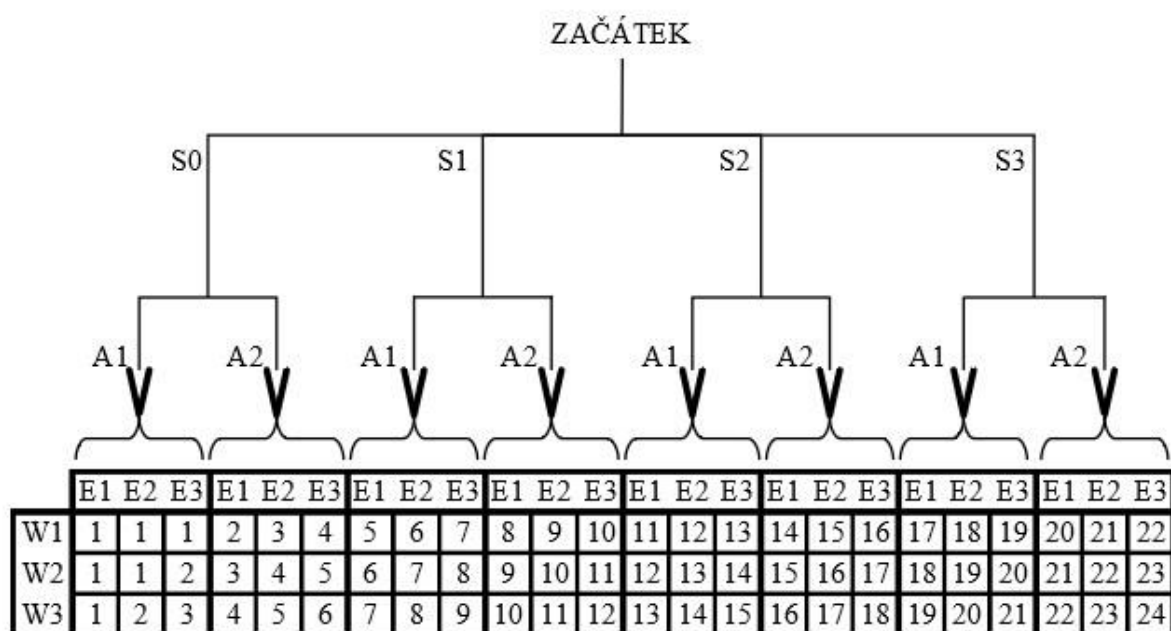 ZAČÁTEK
S0 S1 S2 S3
A1 A2 A1 A2 A1 A2 A1 A2
E1 E2 E3 E1 E2 E3 E1 E2 E3 E1 E2 E3 E1 E2 E3 E1 E2 E3 E1 E2 E3 E1 E2 E3
W1 1 1 1 2 3 4 5 6 7 8 9 10 11 12 13 14 15 16 17 18 19 20 21 22
W2 1 1 2 3 4 5 6 7 8 9 10 11 12 13 14 15 16 17 18 19 20 21 22 23
W3 1 2 3 4 5 6 7 8 9 10 11 12 13 14 15 16 17 18 19 20 21 22 23 24